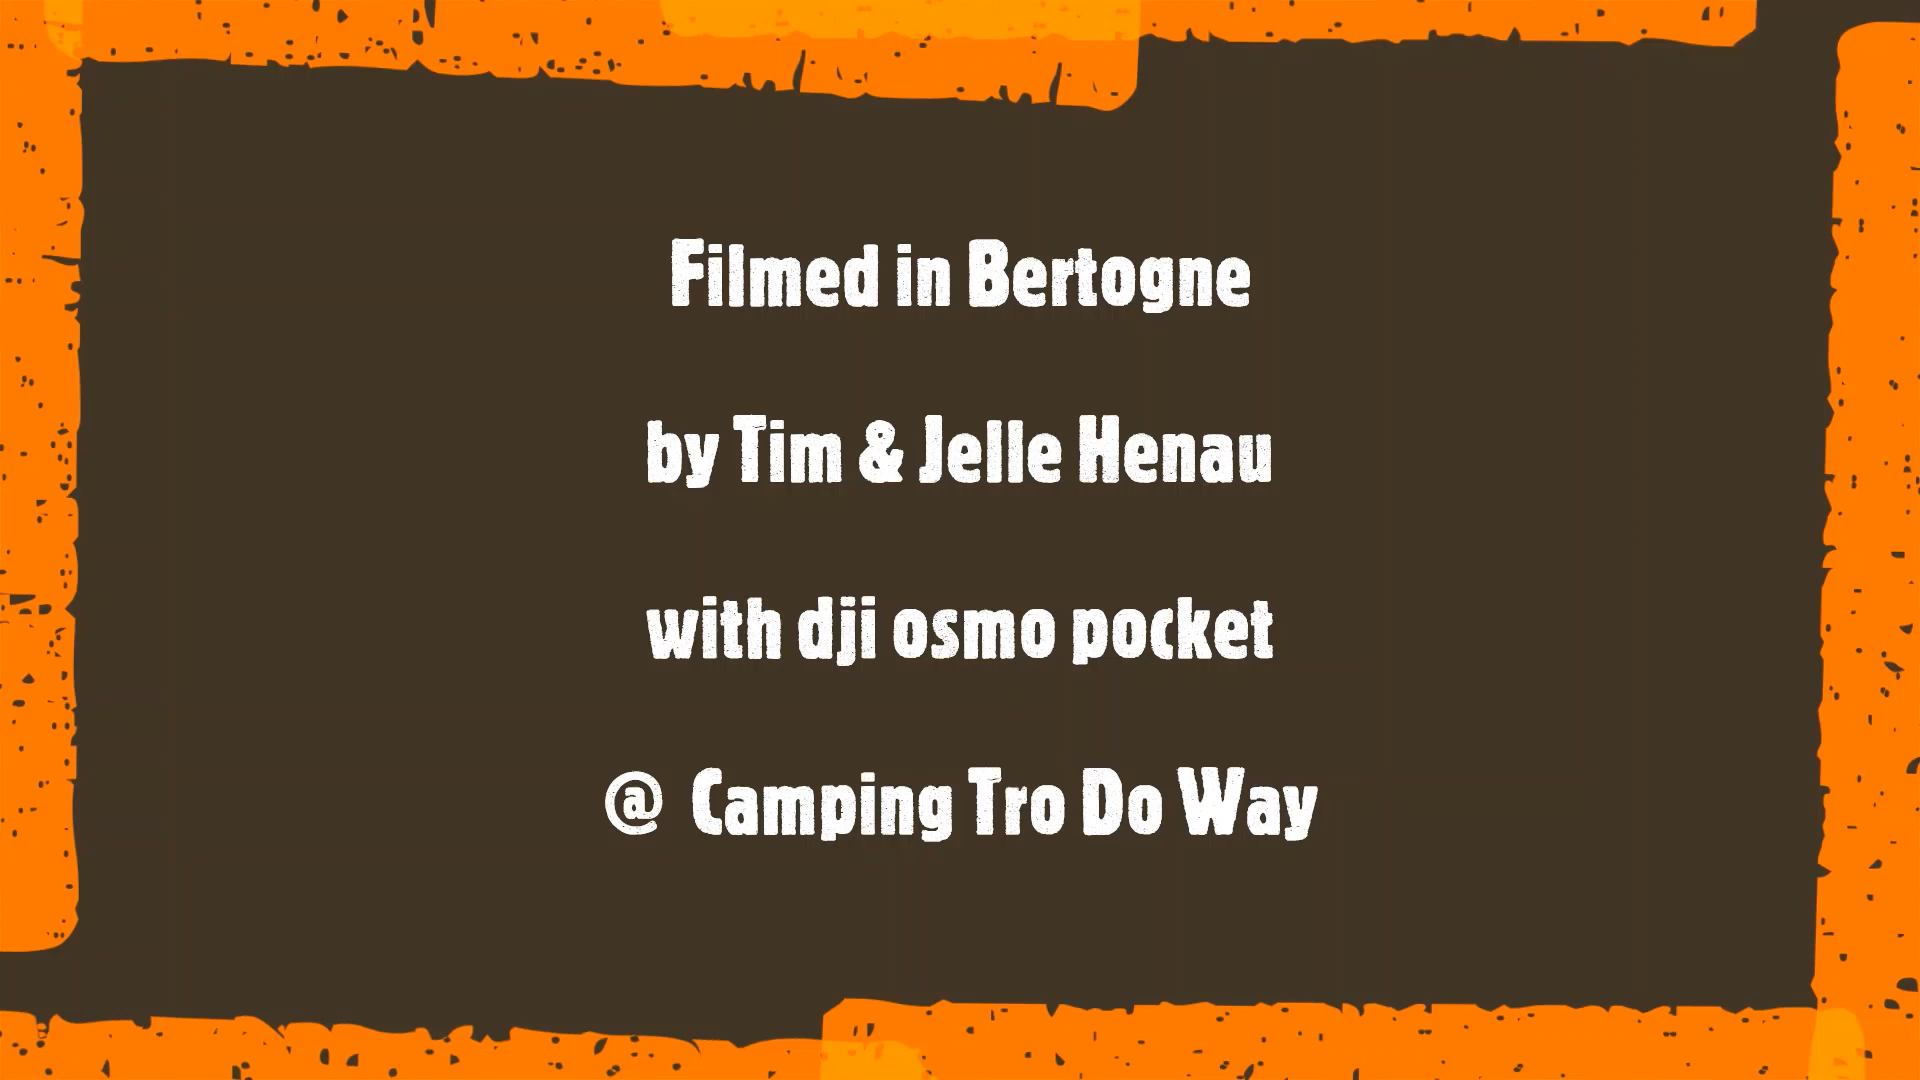 Filmed in Bertogne
by Tim & Jelle Henau
with dji osmo pocket
@ Camping Tro Do Way